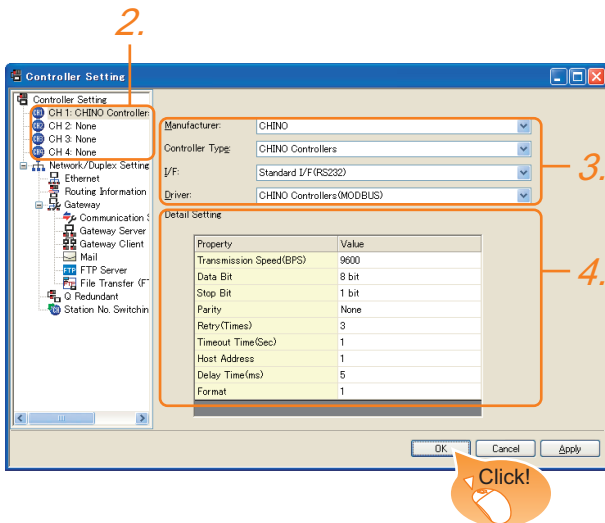 2.
Controller Setting
Controller Setting
CH 1: CHINO Controller
CH 2: None
CH 3: None
CH 4: None
Network/Duplex Setting
Ethernet
Routing Information
Gateway
Communication
Gateway Server
Gateway Client
Mail
FTP
FTP Server
File Transfer (F
Q Redundant
Station No. Switchin
Manufacturer: CHINO
Controller Type: CHINO Controllers
I/F: Standard I/F(RS232)
Driver: CHINO Controllers(MODBUS)
3.
Detail Setting
Property Value
Transmission Speed(BPS) 9600
Data Bit 8 bit
Stop Bit 1 bit
Parity None
Retry(Times) 3
Timeout Time(Sec) 1
Host Address 1
Delay Time(ms) 5
Format 1
4.
OK Cancel Apply
Click!